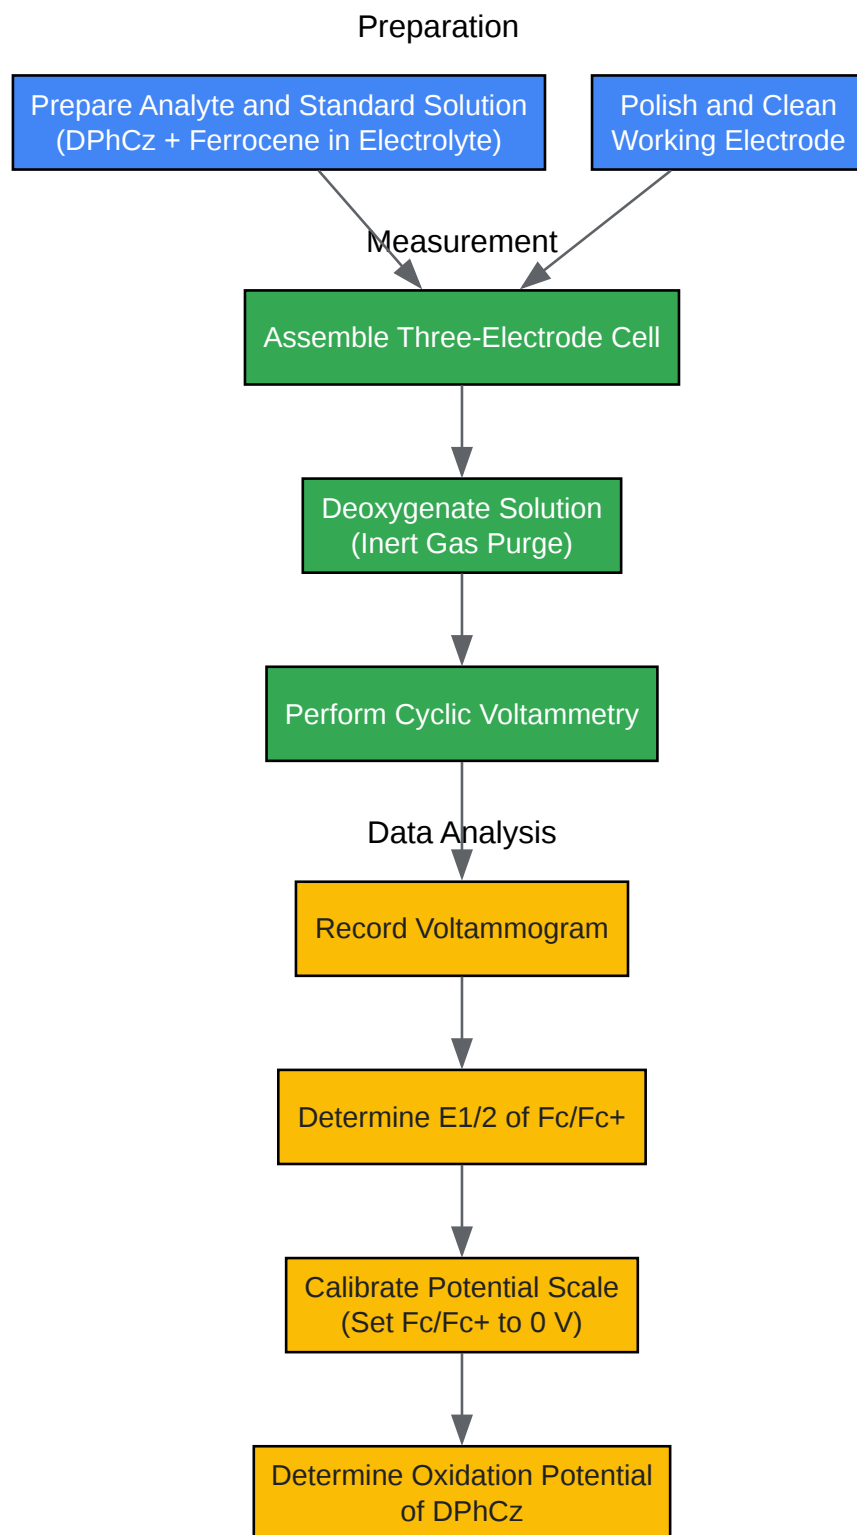 Preparation
Prepare Analyte and Standard Solution
(DPhCz + Ferrocene in Electrolyte)
Polish and Clean
Working Electrode
Measurement
Assemble Three-Electrode Cell
Deoxygenate Solution
(Inert Gas Purge)
Perform Cyclic Voltammetry
Data Analysis
Record Voltammogram
Determine E1/2 of Fc/Fc+
Calibrate Potential Scale
(Set Fc/Fc+ to 0 V)
Determine Oxidation Potential
of DPhCz